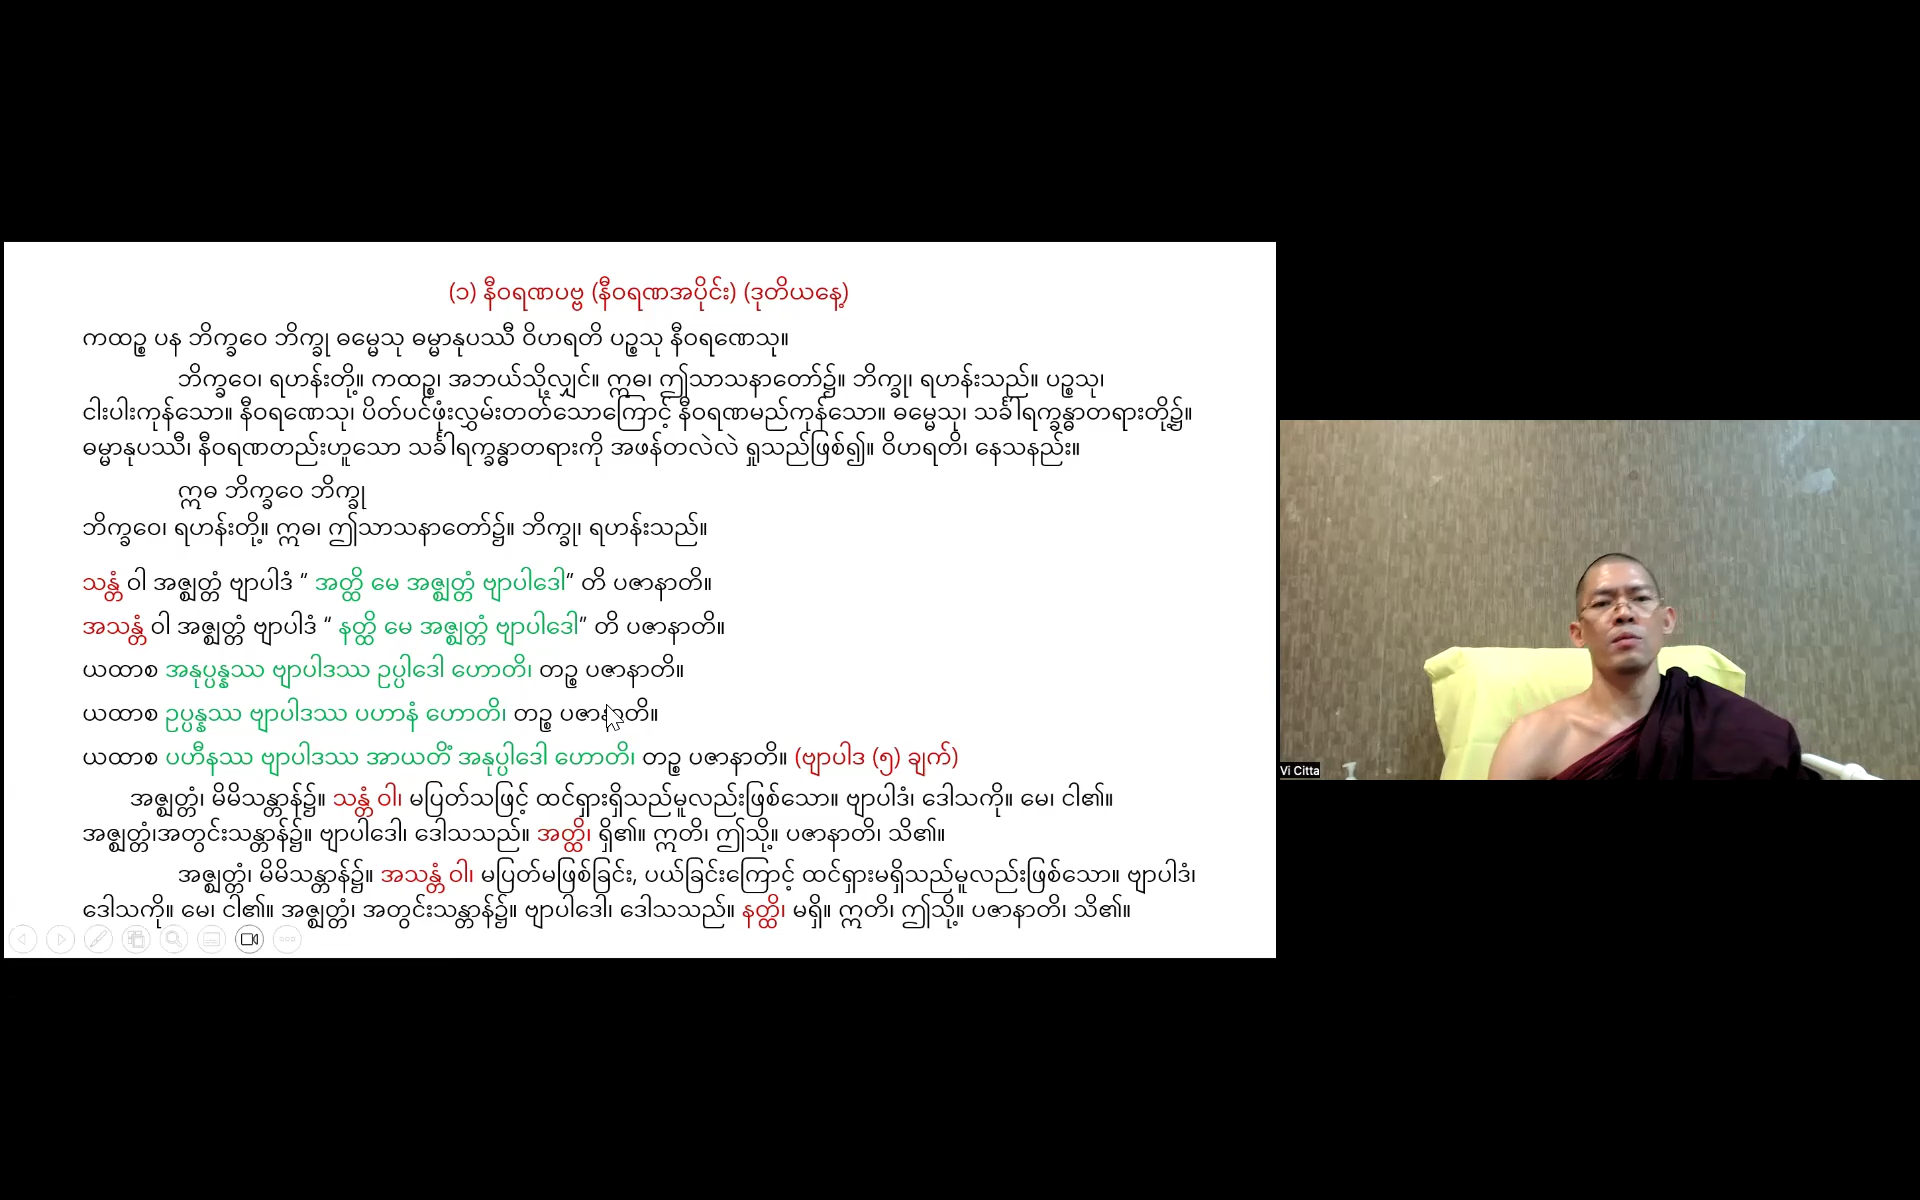 (၁) နီဝရဏပဗ္ဗ (နီဝရဏအပိုင်း) (ဒုတိယနေ့)
ကထဉ္စ ပန ဘိက္ခဝေ ဘိက္ခု ဓမ္မေသု ဓမ္မာနုပဿီ ဝိဟရတိ ပဉ္စသု နီဝရဏေသု။
ဘိက္ခဝေ၊ ရဟန်းတို့။ ကထဉ္စ၊ အဘယ်သို့လျှင်။ ဣဓ၊ ဤသာသနာတော်၌။ ဘိက္ခု၊ ရဟန်းသည်။ ပဉ္စသု၊
ငါးပါးကုန်သော။ နီဝရဏေသု၊ ပိတ်ပင်ဖုံးလွှမ်းတတ်သောကြောင့် နီဝရဏမည်ကုန်သော။ ဓမ္မေသု၊ သင်္ခါရက္ခန္ဓာတရားတို့၌။
ဓမ္မာနုပဿီ၊ နီဝရဏတည်းဟူသော သင်္ခါရက္ခန္ဓာတရားကို အဖန်တလဲလဲ ရှုသည်ဖြစ်၍။ ဝိဟရတိ၊ နေသနည်း။
ဣဓ ဘိက္ခဝေ ဘိက္ခု
ဘိက္ခဝေ၊ ရဟန်းတို့။ ဣဓ၊ ဤသာသနာတော်၌။ ဘိက္ခု၊ ရဟန်းသည်။
သန္တံ ဝါ အဇ္ဈတ္တံ ဗျာပါဒံ “ အတ္ထိ မေ အဇ္ဈတ္တံ ဗျာပါဒေါ” တိ ပဇာနာတိ။
အသန္တံ ဝါ အဇ္ဈတ္တံ ဗျာပါဒံ “ နတ္ထိ မေ အဇ္ဈတ္တံ ဗျာပါဒေါ” တိ ပဇာနာတိ။
ယထာစ အနုပ္ပန္နဿ ဗျာပါဒဿ ဥပ္ပါဒေါ ဟောတိ၊ တဉ္စ ပဇာနာတိ။
ယထာစ ဥပ္ပန္နဿ ဗျာပါဒဿ ပဟာနံ ဟောတိ၊ တဉ္စ ပဇာနာတိ။
ယထာစ ပဟီနဿ ဗျာပါဒဿ အာယတိံ အနုပ္ပါဒေါ ဟောတိ၊ တဉ္စ ပဇာနာတိ။ (ဗျာပါဒ (၅) ချက်)
အဇ္ဈတ္တံ၊ မိမိသန္တာန်၌။ သန္တံ ဝါ၊ မပြတ်သဖြင့် ထင်ရှားရှိသည်မူလည်းဖြစ်သော။ ဗျာပါဒံ၊ ဒေါသကို။ မေ၊ ငါ၏။
အဇ္ဈတ္တံ၊အတွင်းသန္တာန်၌။ ဗျာပါဒေါ၊ ဒေါသသည်။ အတ္ထိ၊ ရှိ၏။ ဣတိ၊ ဤသို့။ ပဇာနာတိ၊ သိ၏။
အဇ္ဈတ္တံ၊ မိမိသန္တာန်၌။ အသန္တံ ဝါ၊ မပြတ်မဖြစ်ခြင်း, ပယ်ခြင်းကြောင့် ထင်ရှားမရှိသည်မူလည်းဖြစ်သော။ ဗျာပါဒံ၊
ဒေါသကို။ မေ၊ ငါ၏။ အဇ္ဈတ္တံ၊ အတွင်းသန္တာန်၌။ ဗျာပါဒေါ၊ ဒေါသသည်။ နတ္ထိ၊ မရှိ။ ဣတိ၊ ဤသို့။ ပဇာနာတိ၊ သိ၏။
Vi Citta